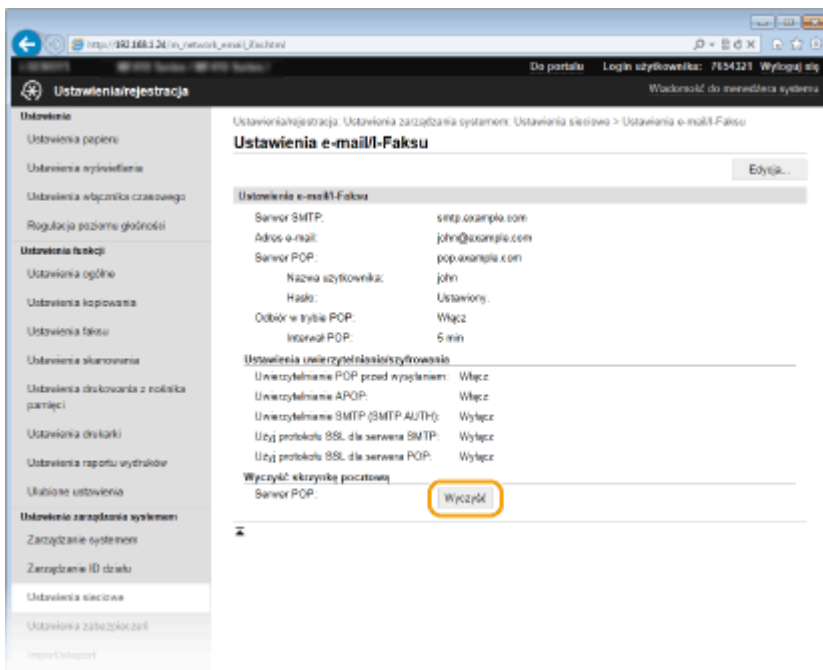 http://192.168.1.24/m_network_email_ifax.html
Do portalu Login użytkownika: 7654321 Wyloguj się
Ustawienia/rejestracja
Wiadomość do menedżera systemu
Ustawienia
Ustawienia papieru
Ustawienia wyświetlania
Ustawienia włącznika czasowego
Regulacja poziomu głośności
Ustawienia funkcji
Ustawienia ogólne
Ustawienia kopiowania
Ustawienia faksu
Ustawienia skanowania
Ustawienia drukowania z nośnika
pamięci
Ustawienia drukarki
Ustawienia raportu wydruków
Ulubione ustawienia
Ustawienia zarządzania systemem
Zarządzanie systemem
Zarządzanie ID działu
Ustawienia sieciowe
Ustawienia zabezpieczeń
Import/eksport
Ustawienia/rejestracja: Ustawienia zarządzania systemem: Ustawienia sieciowe > Ustawienia e-mail/I-Faksu
Ustawienia e-mail/I-Faksu
Edycja...
Ustawienia e-mail/I-Faksu
Serwer SMTP: smtp.example.com
Adres e-mail: john@example.com
Serwer POP: pop.example.com
Nazwa użytkownika: john
Hasło: Ustawiony.
Odbiór w trybie POP: Włącz
Interwał POP: 5 min
Ustawienia uwierzytelniania/szyfrowania
Uwierzytelnianie POP przed wysyłaniem: Włącz
Uwierzytelnianie APOP: Włącz
Uwierzytelnianie SMTP (SMTP AUTH): Wyłącz
Użyj protokołu SSL dla serwera SMTP: Wyłącz
Użyj protokołu SSL dla serwera POP: Wyłącz
Wyczyść skrzynkę pocztową
Serwer POP: Wyczyść